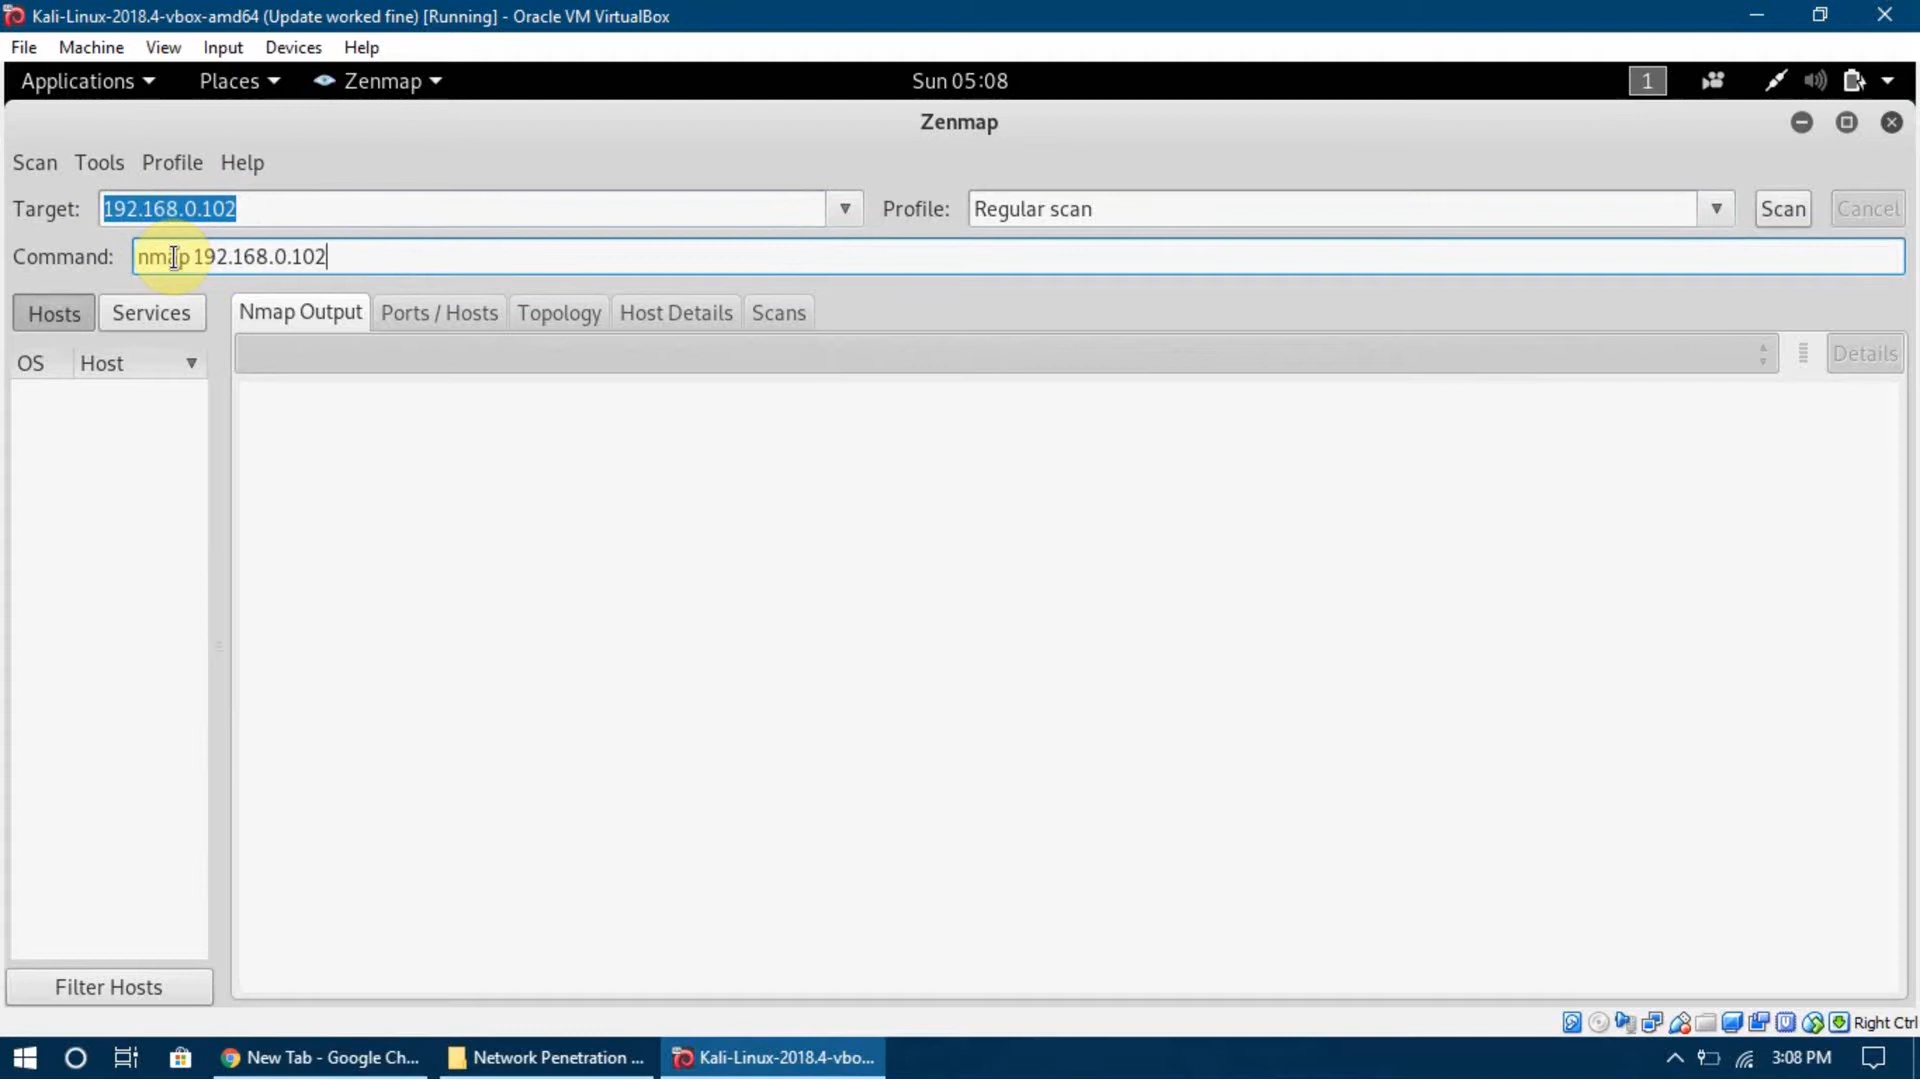 Kali-Linux-2018.4-vbox-amd64 (Update worked fine) [Running] - Oracle VM VirtualBox
File Machine View Input Devices Help
Applications Places Zenmap Sun 05:08 1
Zenmap
Scan Tools Profile Help
Target: 192.168.0.102 Profile: Regular scan Scan Cancel
Command: nmap 192.168.0.102
Hosts Services Nmap Output Ports / Hosts Topology Host Details Scans
Details
OS Host
Filter Hosts
Right Ctrl
New Tab - Google Ch... Network Penetration ... Kali-Linux-2018.4-vbo... 3:08 PM